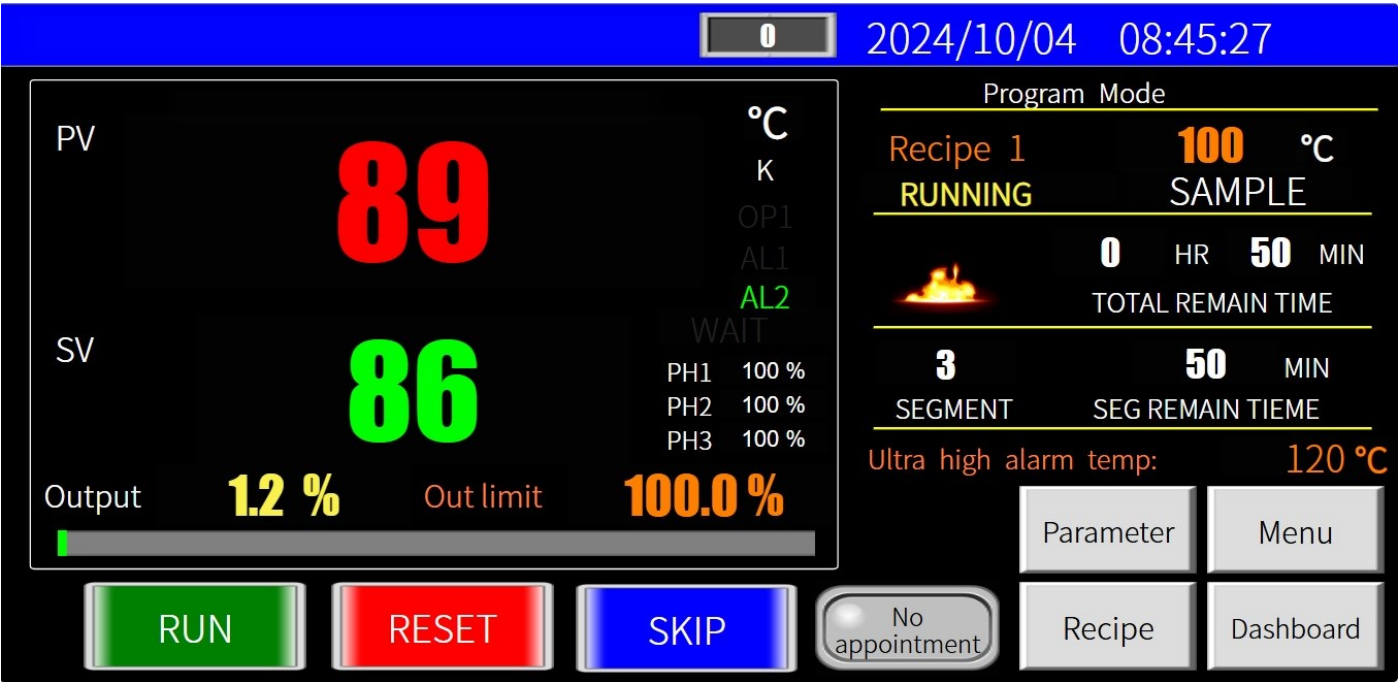 0 2024/10/04 08:45:27
PV
89
°C
K
OP1
AL1
AL2
WAIT
SV
86
PH1 100 %
PH2 100 %
PH3 100 %
Output 1.2 % Out limit 100.0 %
Program Mode
Recipe 1 100 °C
RUNNING SAMPLE
0 HR 50 MIN
TOTAL REMAIN TIME
3 50 MIN
SEGMENT SEG REMAIN TIEME
Ultra high alarm temp: 120 °C
Parameter Menu
RUN RESET SKIP
No
appointment
Recipe Dashboard